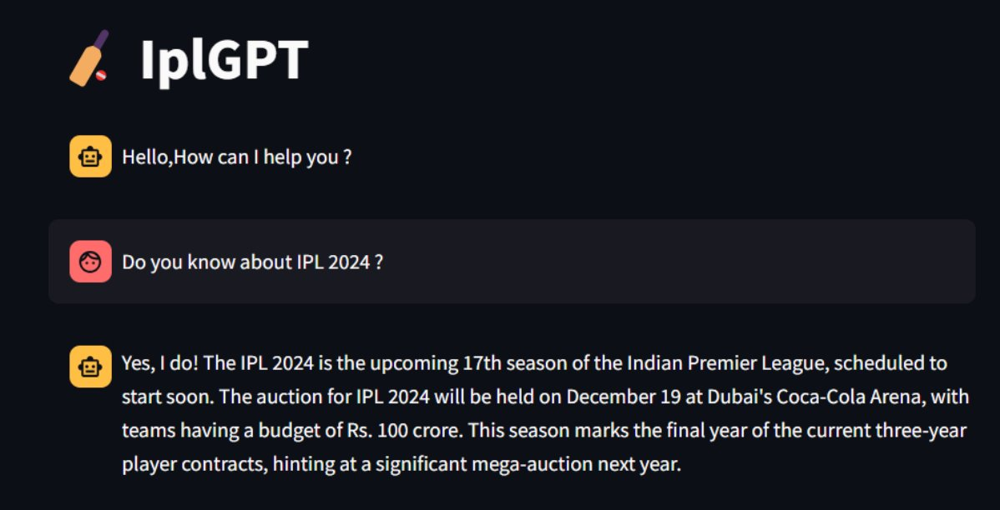 IplGPT
Hello,How can I help you ?
Do you know about IPL 2024 ?
Yes, I do! The IPL 2024 is the upcoming 17th season of the Indian Premier League, scheduled to
start soon. The auction for IPL 2024 will be held on December 19 at Dubai's Coca-Cola Arena, with
teams having a budget of Rs. 100 crore. This season marks the final year of the current three-year
player contracts, hinting at a significant mega-auction next year.